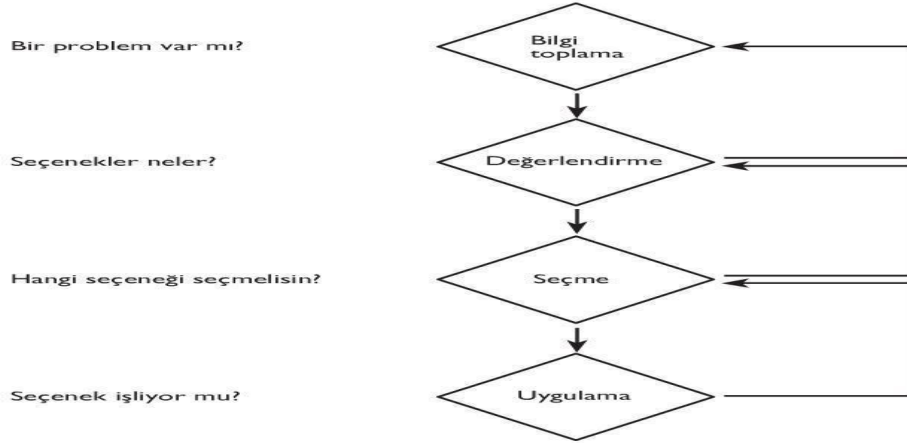 Bir problem var mı?
Bilgi
toplama
Seçenekler neler?
Değerlendirme
Hangi seçeneği seçmelisin?
Seçme
Seçenek işliyor mu?
Uygulama